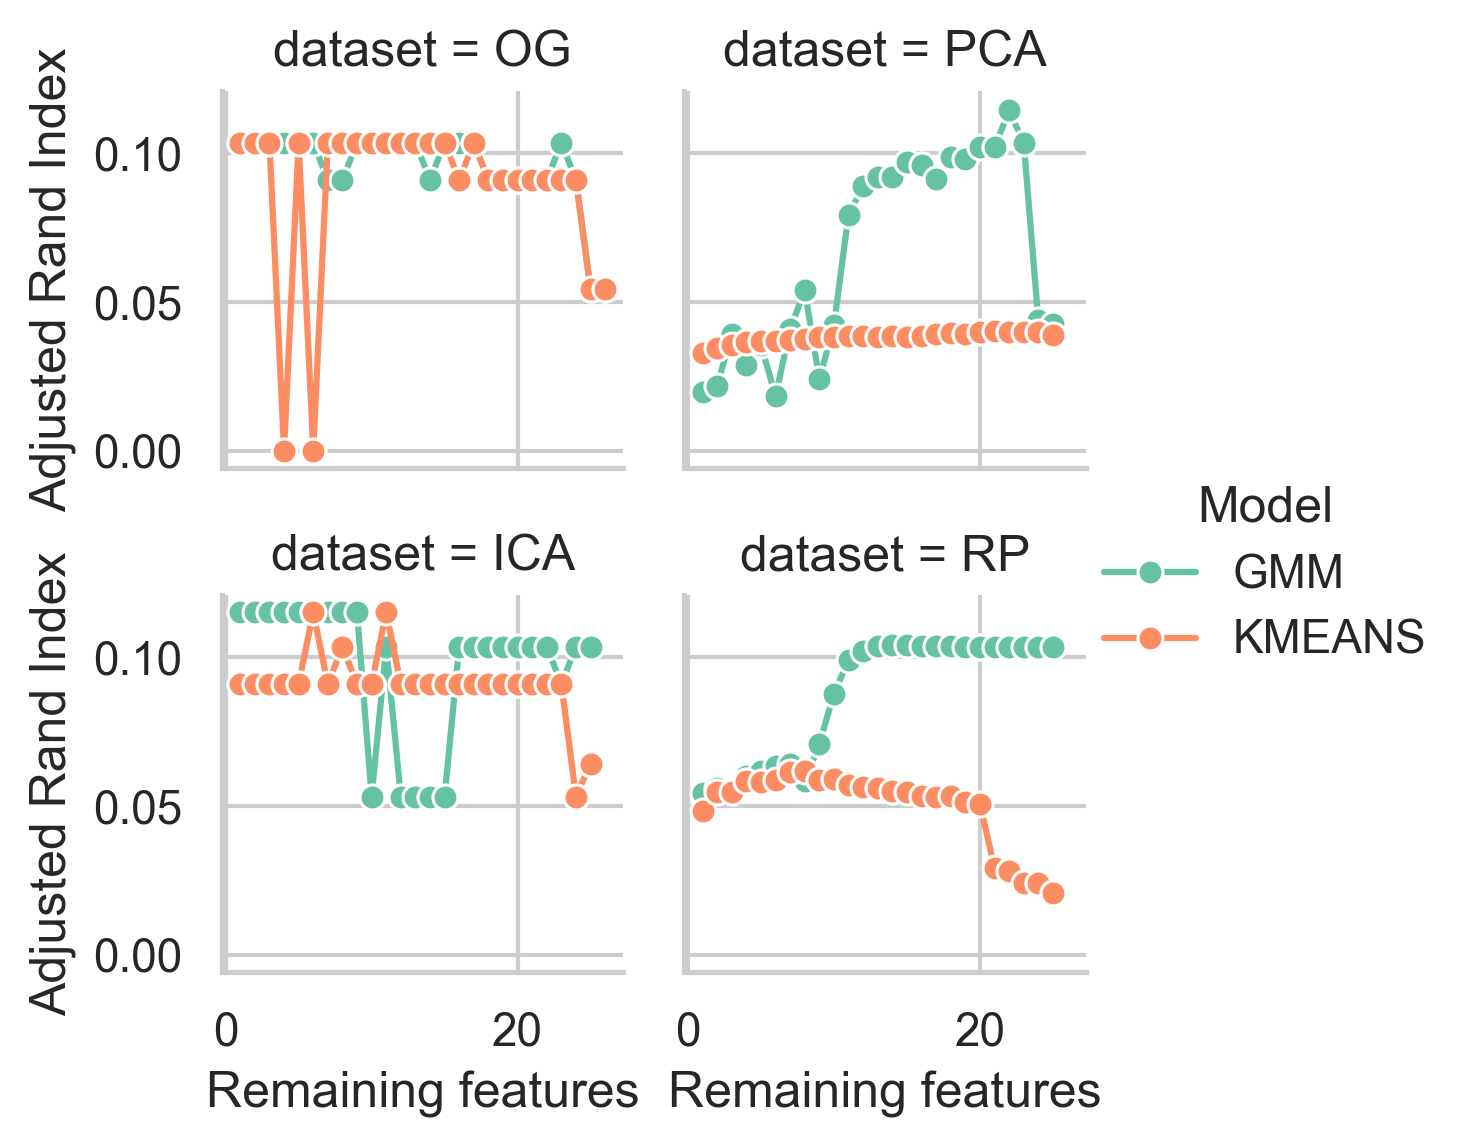 dataset = OG
dataset = PCA
Adjusted Rand Index
0.10
0.05
0.00
dataset = ICA
dataset = RP
Adjusted Rand Index
0.10
0.05
0.00
0
20
0
20
Remaining features
Remaining features
Model
GMM
KMEANS